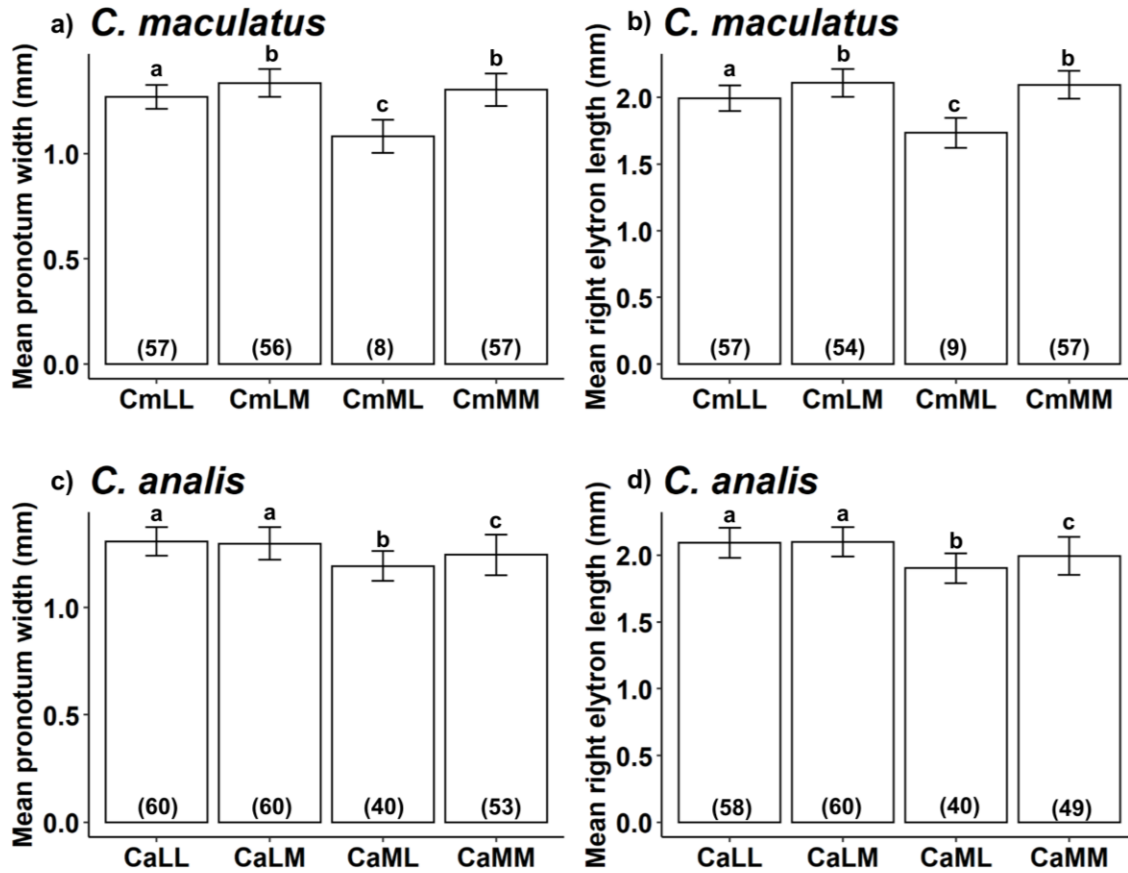 a) C. maculatus
Mean pronotum width (mm)
1.0
0.5
0.0
a
b
c
b
(57)
(56)
(8)
(57)
CmLL
CmLM
CmML
CmMM
b) C. maculatus
Mean right elytron length (mm)
2.0
1.5
1.0
0.5
0.0
a
b
c
b
(57)
(54)
(9)
(57)
CmLL
CmLM
CmML
CmMM
c) C. analis
Mean pronotum width (mm)
1.0
0.5
0.0
a
a
b
c
(60)
(60)
(40)
(53)
CaLL
CaLM
CaML
CaMM
d) C. analis
Mean right elytron length (mm)
2.0
1.5
1.0
0.5
0.0
a
a
b
c
(58)
(60)
(40)
(49)
CaLL
CaLM
CaML
CaMM